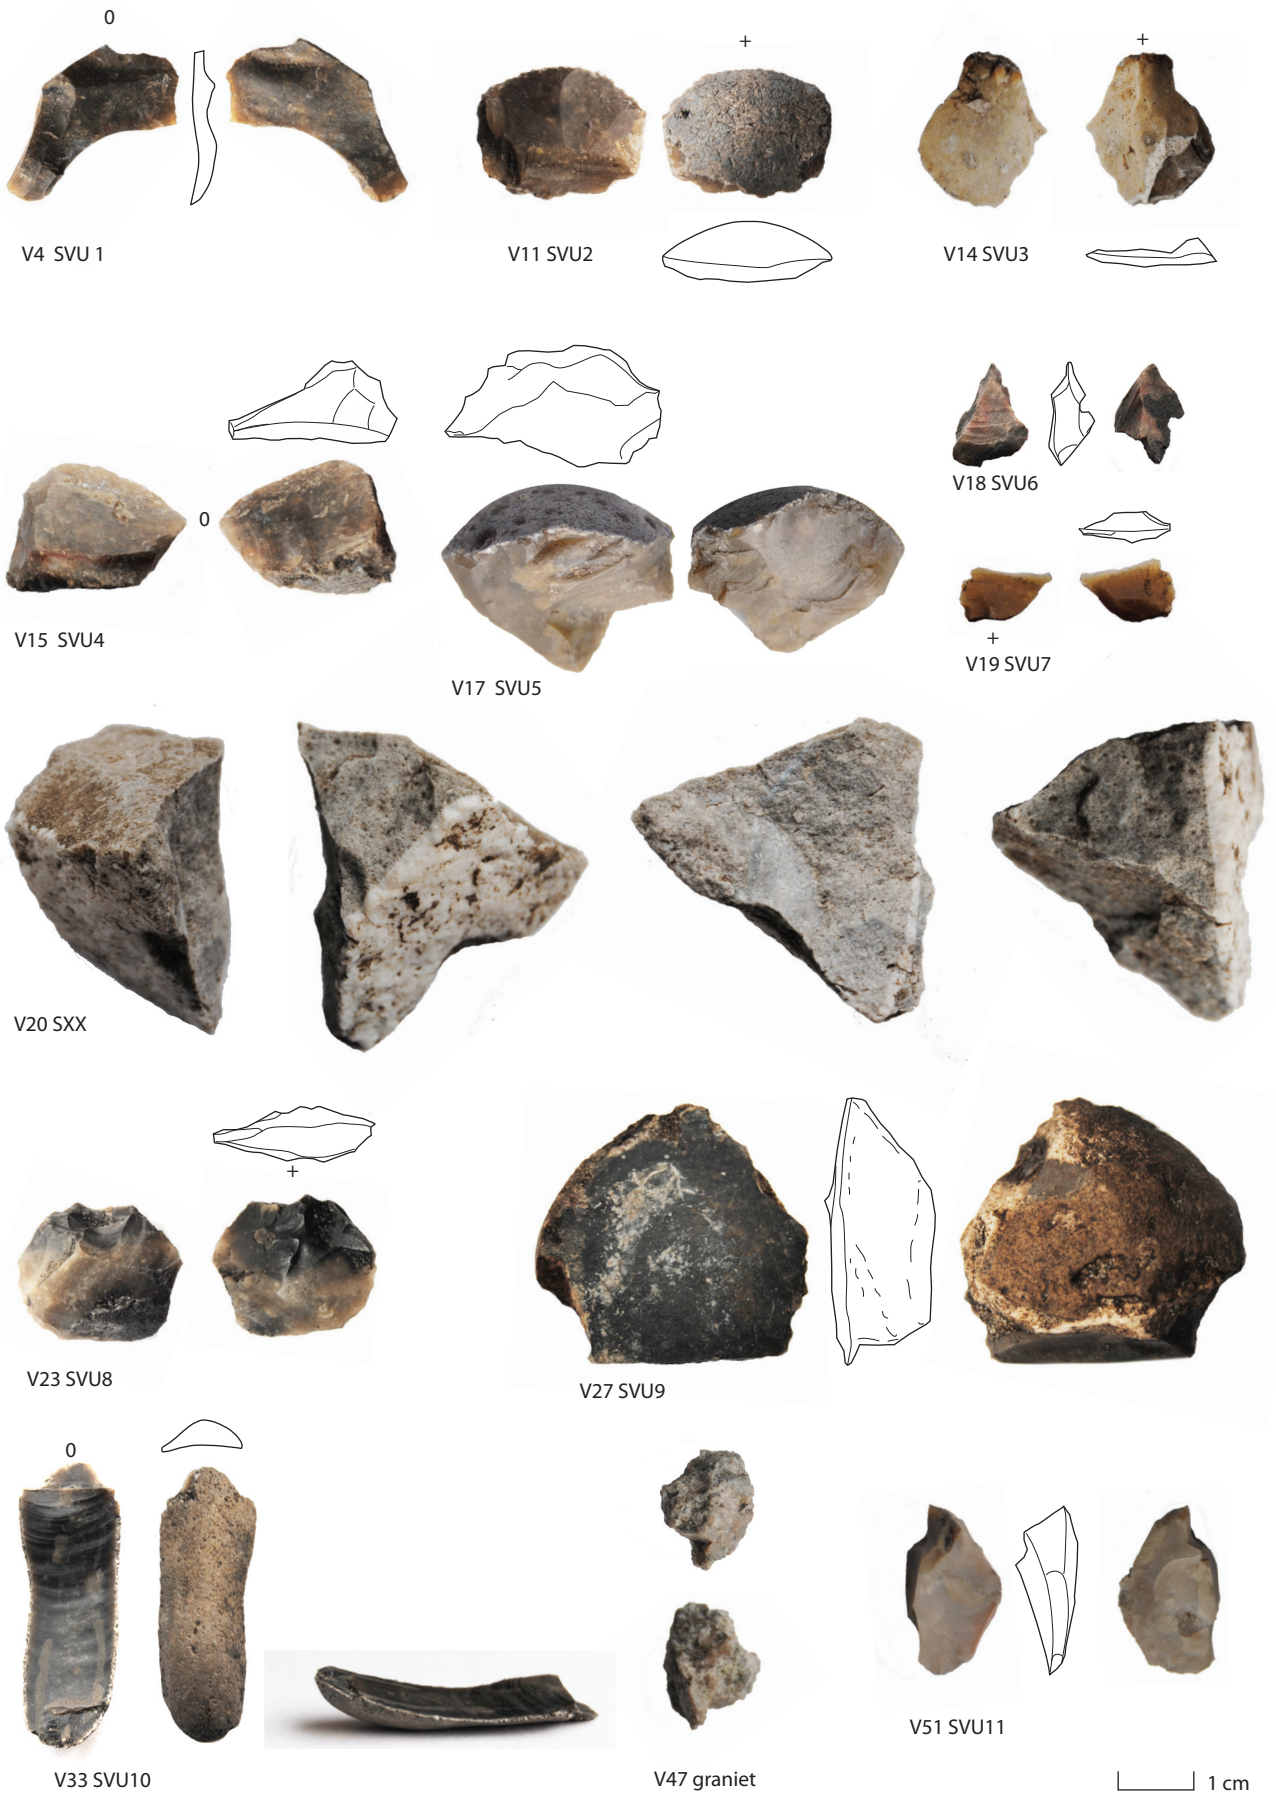 0
+
+
V4 SVU 1
V11 SVU2
V14 SVU3
0
V18 SVU6
V15 SVU4
+
V19 SVU7
V17 SVU5
V20 SXX
+
V23 SVU8
V27 SVU9
0
V51 SVU11
V33 SVU10
V47 graniet
1 cm